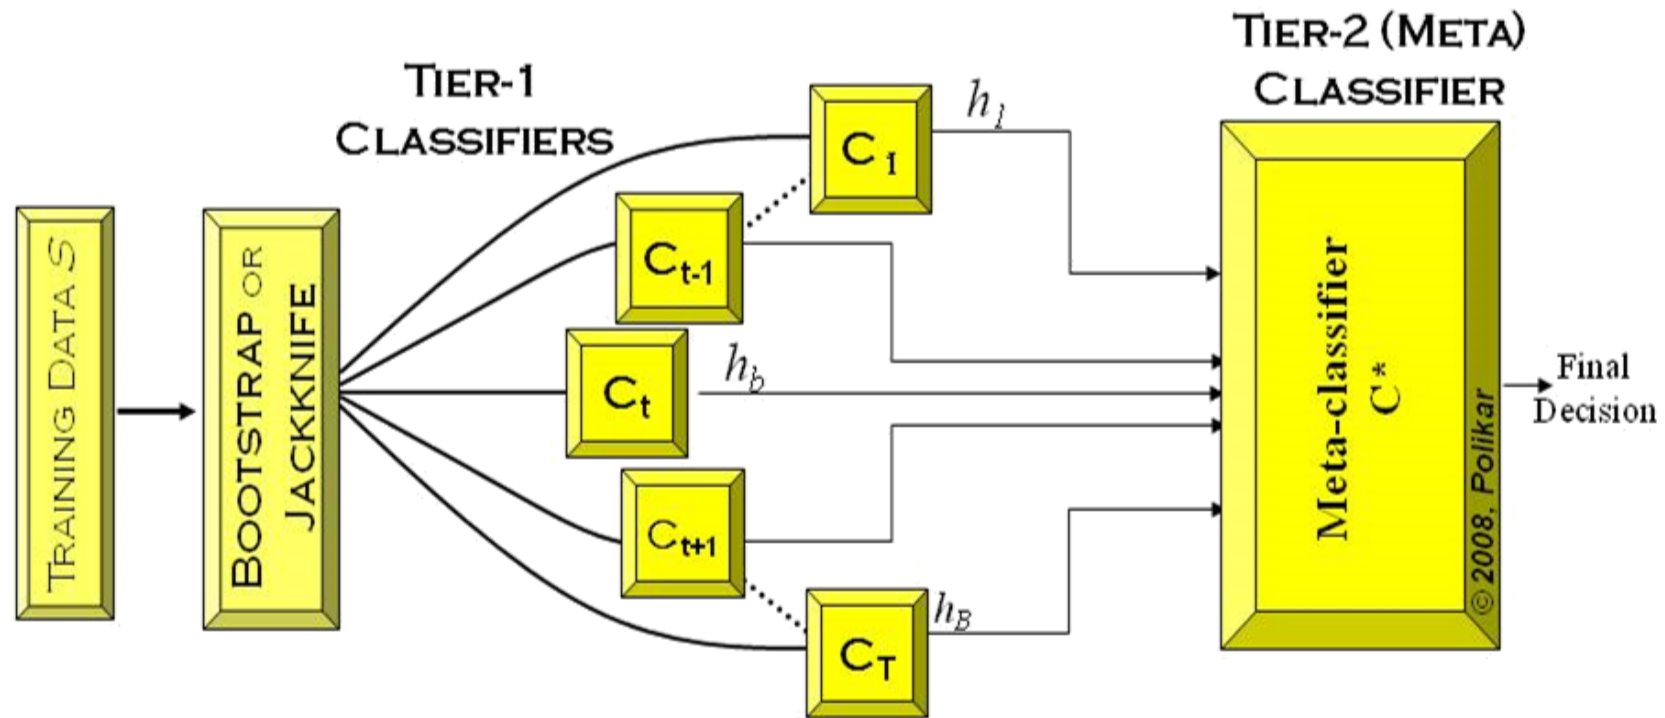 TIER-1
CLASSIFIERS
TIER-2 (META)
CLASSIFIER
TRAINING DATA S
BOOTSTRAP OR
JACKKNIFE
C1
h1
Ct-1
Ct
hb
Ct+1
CT
hB
Meta-classifier
C*
© 2008, Polikar
Final
Decision